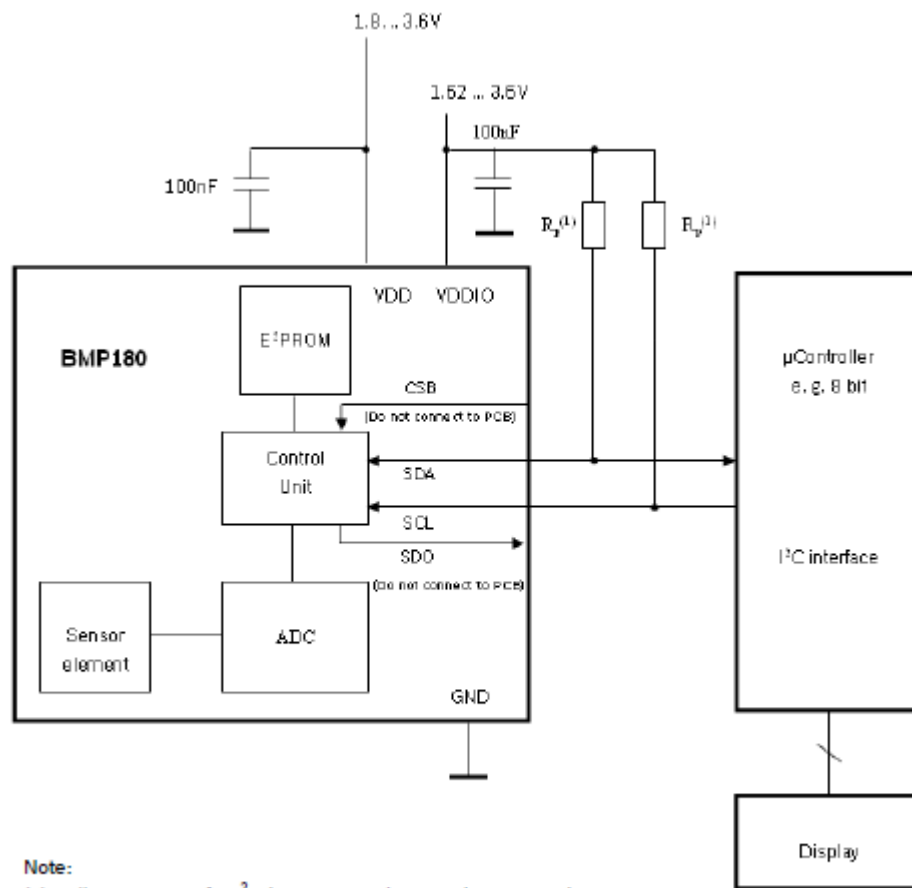 1.8 ... 3.6V
1.62 ... 3.6V
100nF
100nF
Rp(1)
Rp(1)
VDD
VDDIO
E²PROM
BMP180
CSB
(Do not connect to PCB)
Control
Unit
SDA
SCL
SDO
(Do not connect to PCB)
Sensor
element
ADC
GND
µController
e. g. 8 bit
I²C interface
Display
Note: